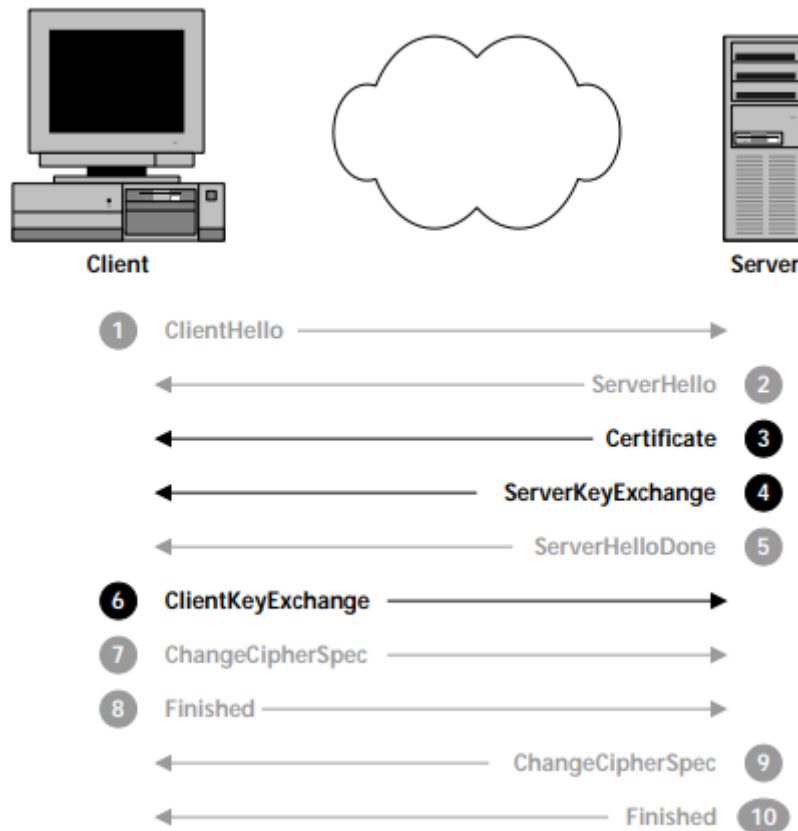 Client
Server
1 ClientHello
ServerHello 2
Certificate 3
ServerKeyExchange 4
ServerHelloDone 5
6 ClientKeyExchange
7 ChangeCipherSpec
8 Finished
ChangeCipherSpec 9
Finished 10